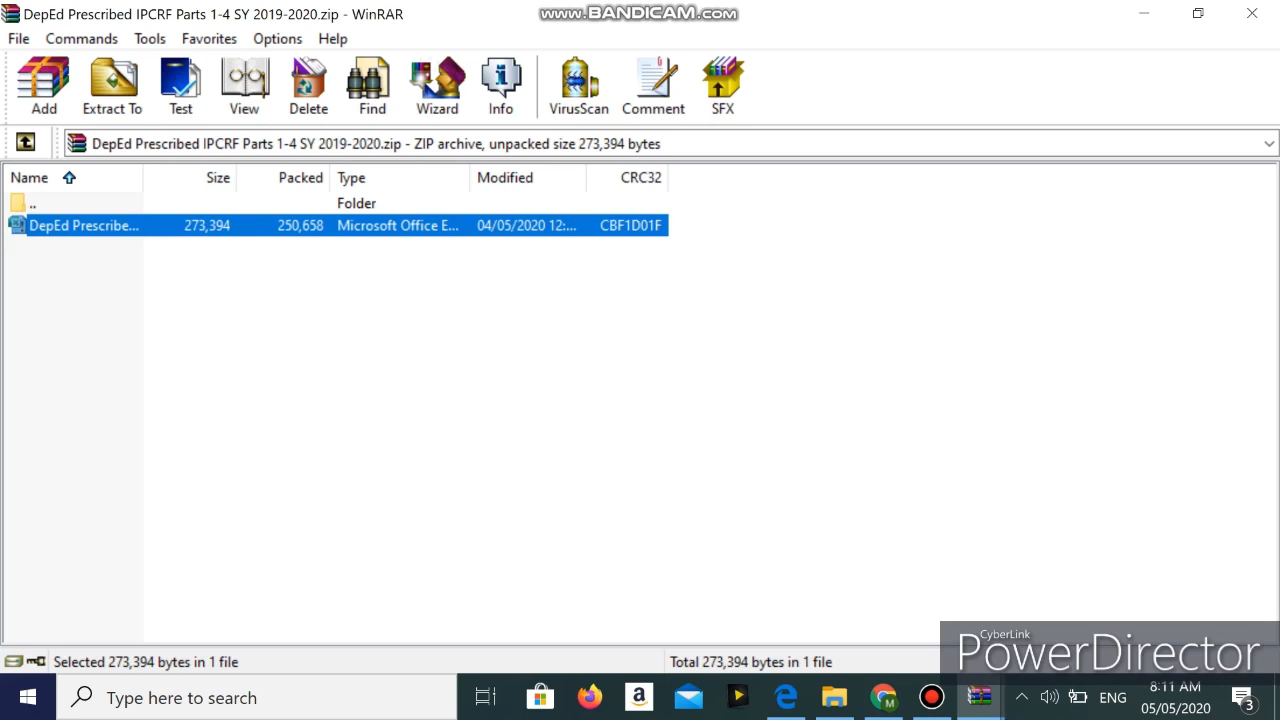 DepEd Prescribed IPCRF Parts 1-4 SY 2019-2020.zip - WinRAR
www.BANDICAM.com
File Commands Tools Favorites Options Help
Add Extract To Test View Delete Find Wizard Info VirusScan Comment SFX
DepEd Prescribed IPCRF Parts 1-4 SY 2019-2020.zip - ZIP archive, unpacked size 273,394 bytes
Name Size Packed Type Modified CRC32
.. Folder
DepEd Prescribe... 273,394 250,658 Microsoft Office E... 04/05/2020 12:... CBF1D01F
CyberLink
PowerDirector
Selected 273,394 bytes in 1 file Total 273,394 bytes in 1 file
Type here to search ENG 8:11 AM
05/05/2020 3